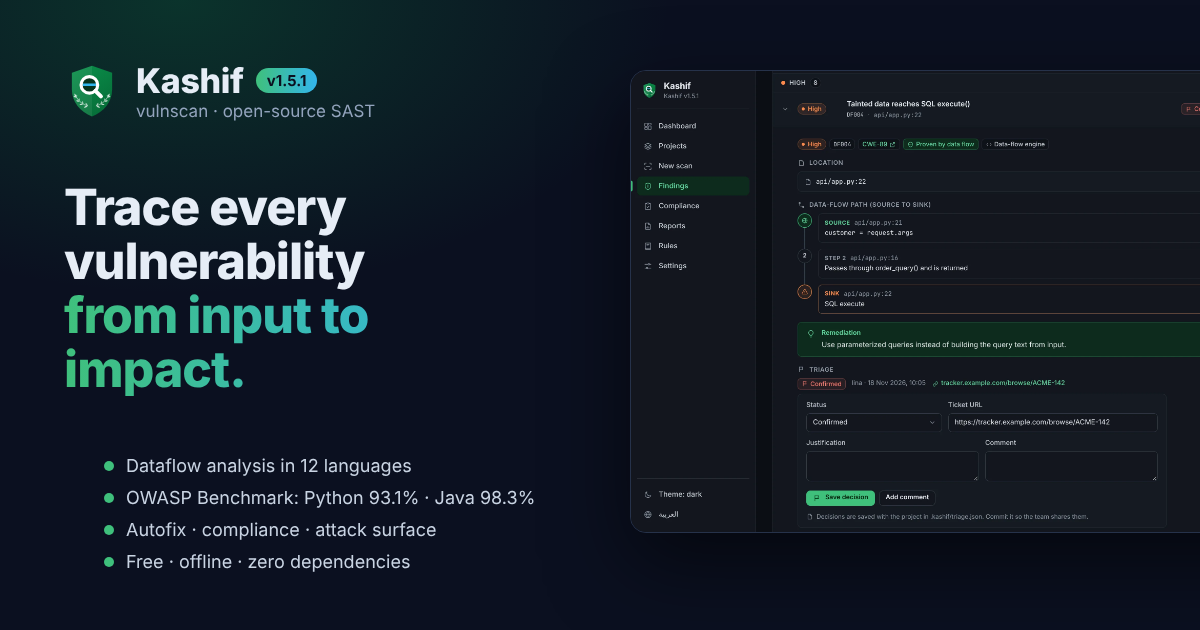 Kashif v1.5.1
vulnscan · open-source SAST
Trace every
vulnerability
from input to
impact.
Dataflow analysis in 12 languages
OWASP Benchmark: Python 93.1% · Java 98.3%
Autofix · compliance · attack surface
Free · offline · zero dependencies
Kashif
Kashif v1.5.1
Dashboard
Projects
New scan
Findings
Compliance
Reports
Rules
Settings
Theme: dark
العربية
HIGH 8
High Tainted data reaches SQL execute()
DF004 · api/app.py:22
High DF004 CWE-89 Proven by data flow Data-flow engine
LOCATION
api/app.py:22
DATA-FLOW PATH (SOURCE TO SINK)
SOURCE api/app.py:21
customer = request.args
2 STEP 2 api/app.py:16
Passes through order_query() and is returned
SINK api/app.py:22
SQL execute
Remediation
Use parameterized queries instead of building the query text from input.
TRIAGE
Confirmed lina · 18 Nov 2026, 10:05 tracker.example.com/browse/ACME-142
Status Ticket URL
Confirmed https://tracker.example.com/browse/ACME-142
Justification Comment
Save decision Add comment
Decisions are saved with the project in .kashif/triage.json. Commit it so the team shares them.